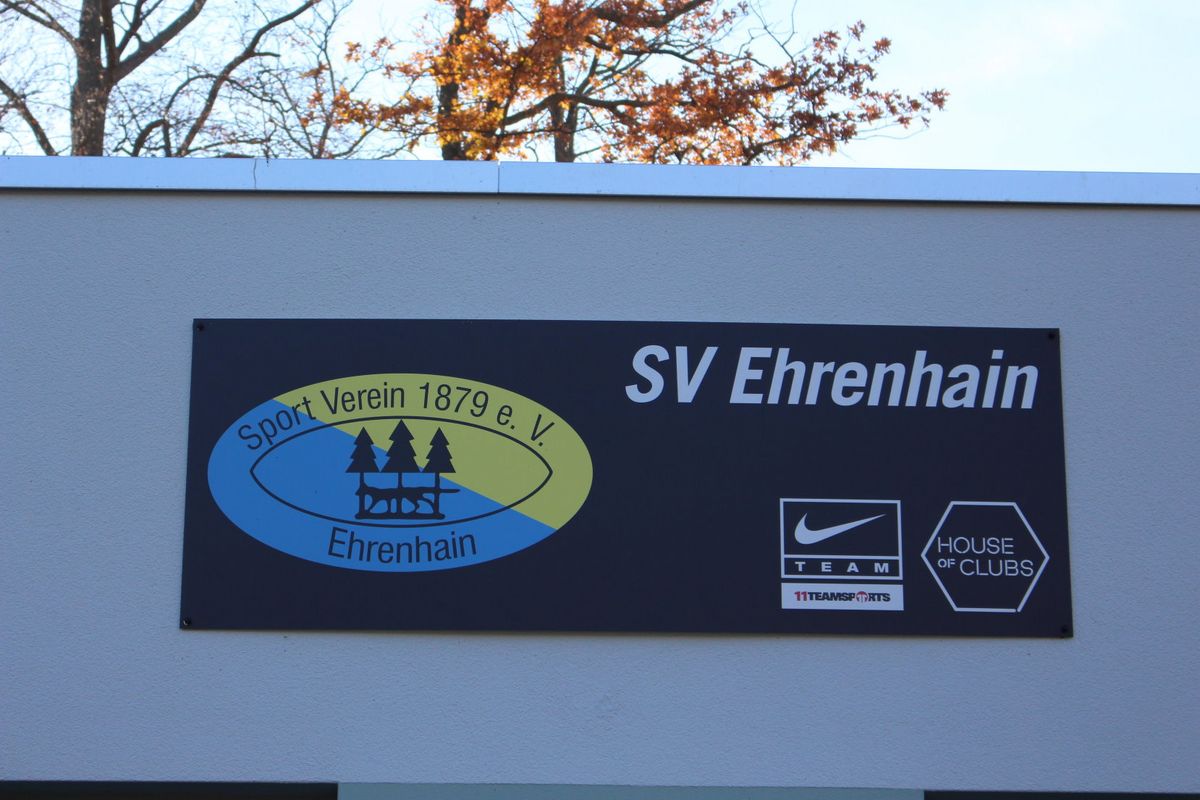 Sport Verein 1879 e. V.
Ehrenhain
SV Ehrenhain
TEAM
11TEAMSPORTS
HOUSE
OF CLUBS